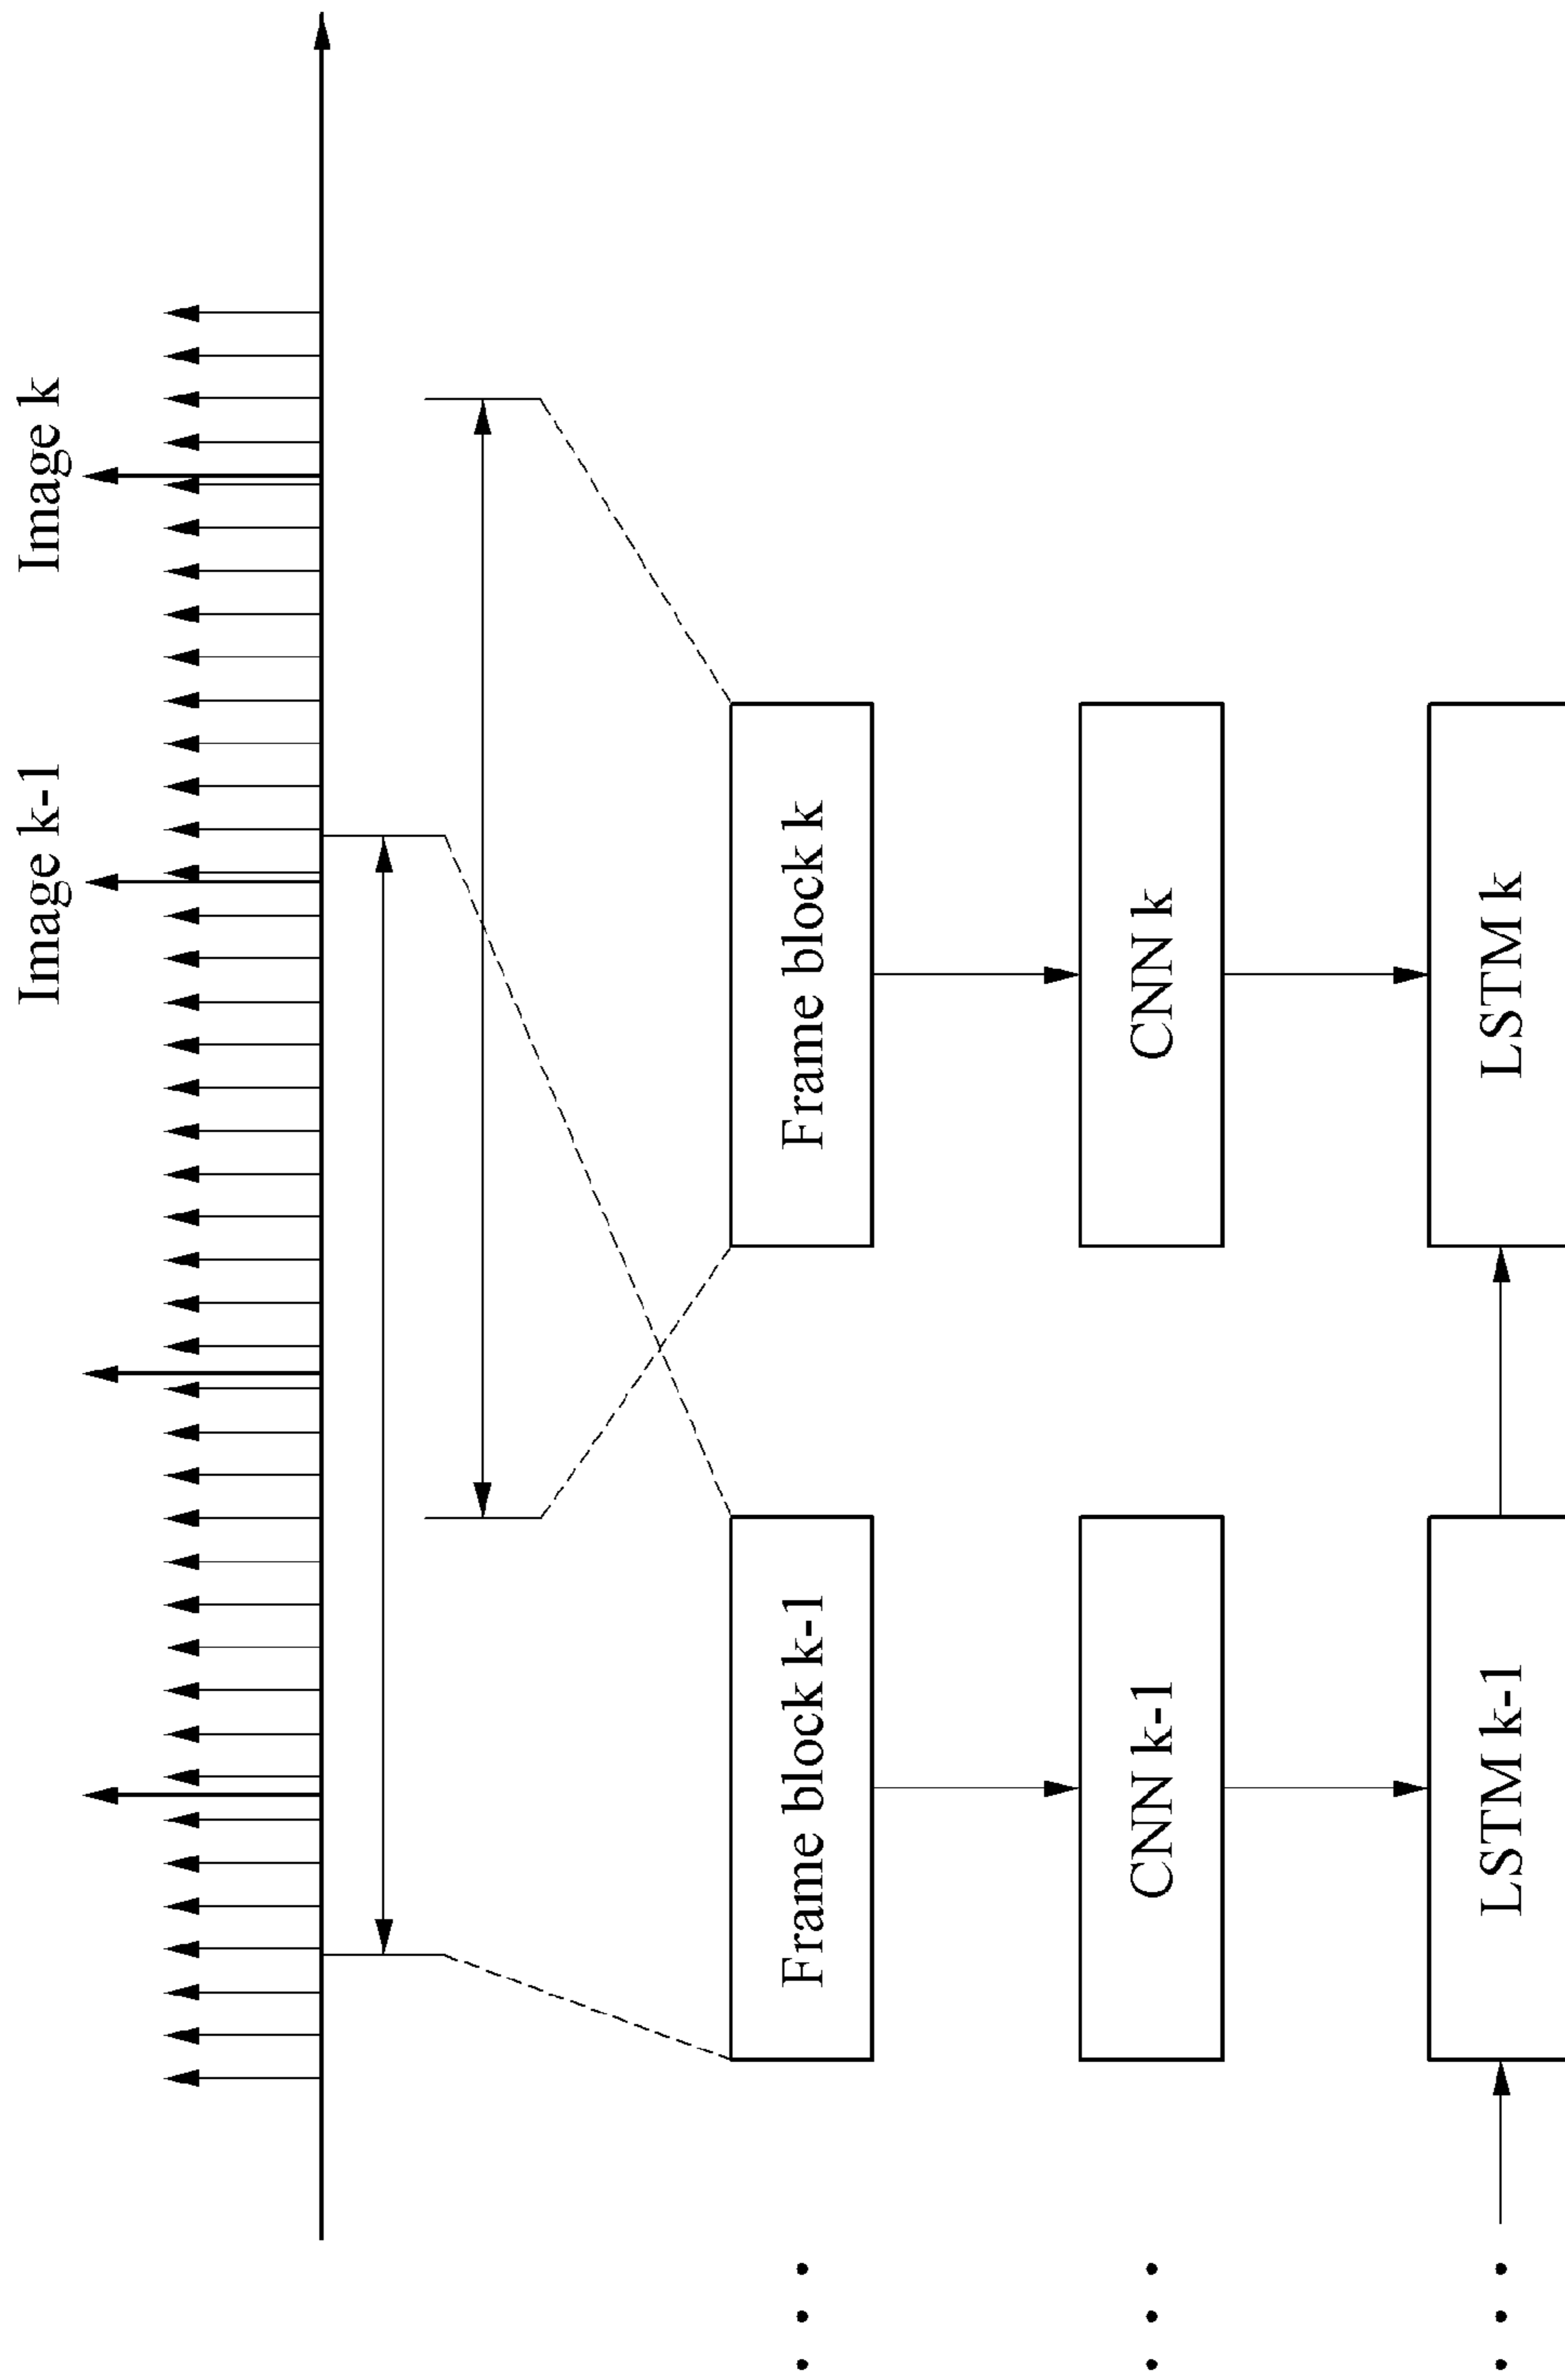 Image k-1
Image k
Frame block k-1
Frame block k
CNN k-1
CNN k
LSTM k-1
LSTM k